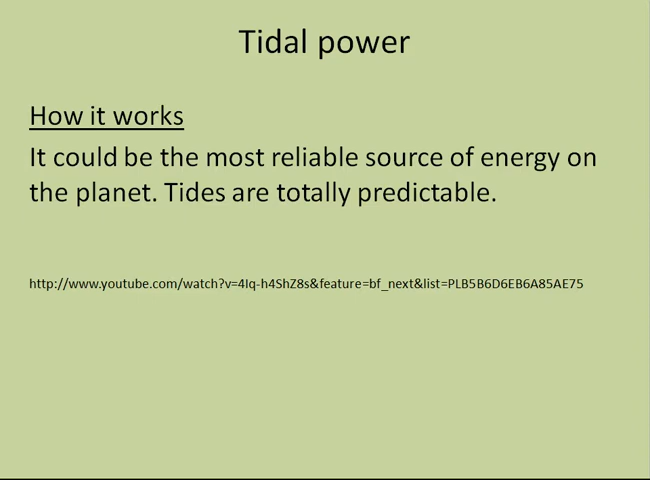 Tidal power
How it works
It could be the most reliable source of energy on
the planet. Tides are totally predictable.
http://www.youtube.com/watch?v=4Iq-h4ShZ8s&feature=bf_next&list=PLB5B6D6EB6A85AE75